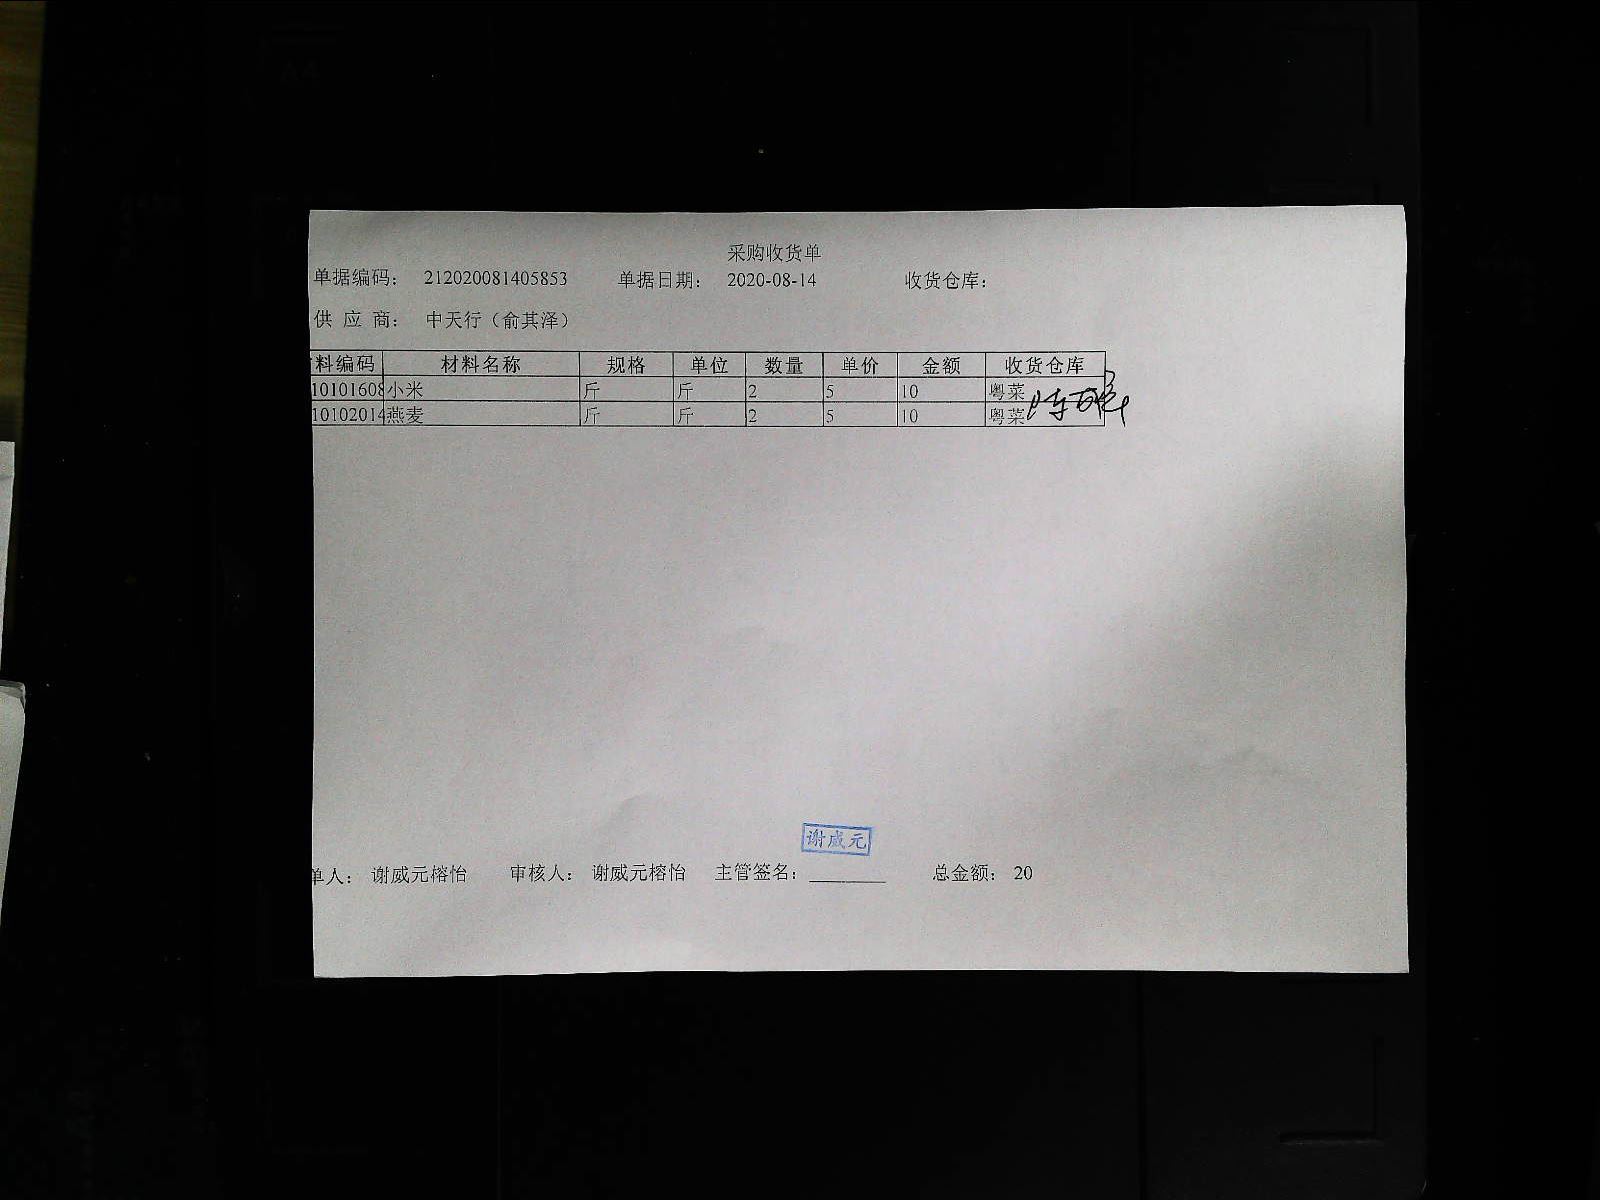 采购收货单
单据编码： 212020081405853 单据日期： 2020-08-14 收货仓库：
供 应 商： 中天行（俞其泽）
料编码 材料名称 规格 单位 数量 单价 金额 收货仓库
10101608 小米 斤 斤 2 5 10 粤菜
10102014 燕麦 斤 斤 2 5 10 粤菜
谢威元
单人： 谢威元榕怡 审核人： 谢威元榕怡 主管签名： ________ 总金额： 20